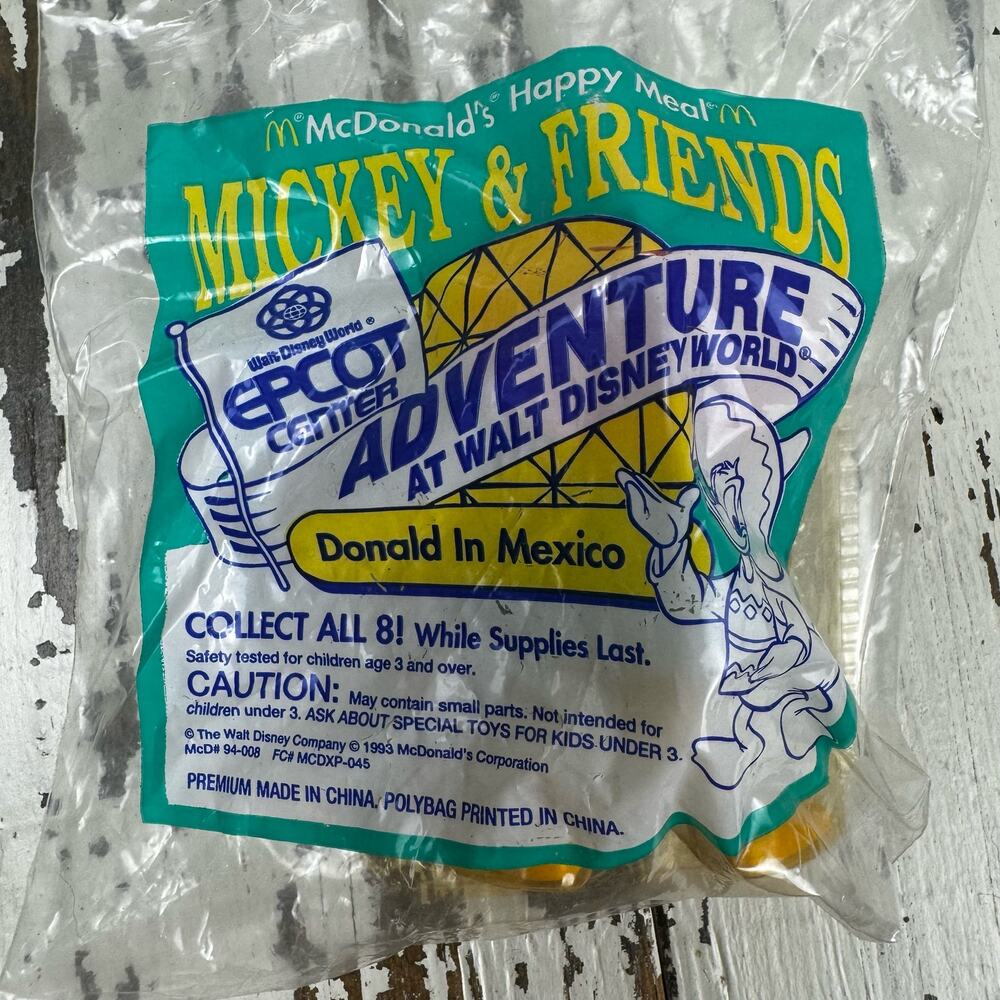 McDonald's® Happy Meal®
MICKEY & FRIENDS
Walt Disney World ®
EPCOT
CENTER
ADVENTURE
AT WALT DISNEY WORLD®
Donald In Mexico
COLLECT ALL 8! While Supplies Last.
Safety tested for children age 3 and over.
CAUTION: May contain small parts. Not intended for
children under 3. ASK ABOUT SPECIAL TOYS FOR KIDS UNDER 3.
© The Walt Disney Company © 1993 McDonald's Corporation
McD# 94-008 FC# MCDXP-045
PREMIUM MADE IN CHINA. POLYBAG PRINTED IN CHINA.